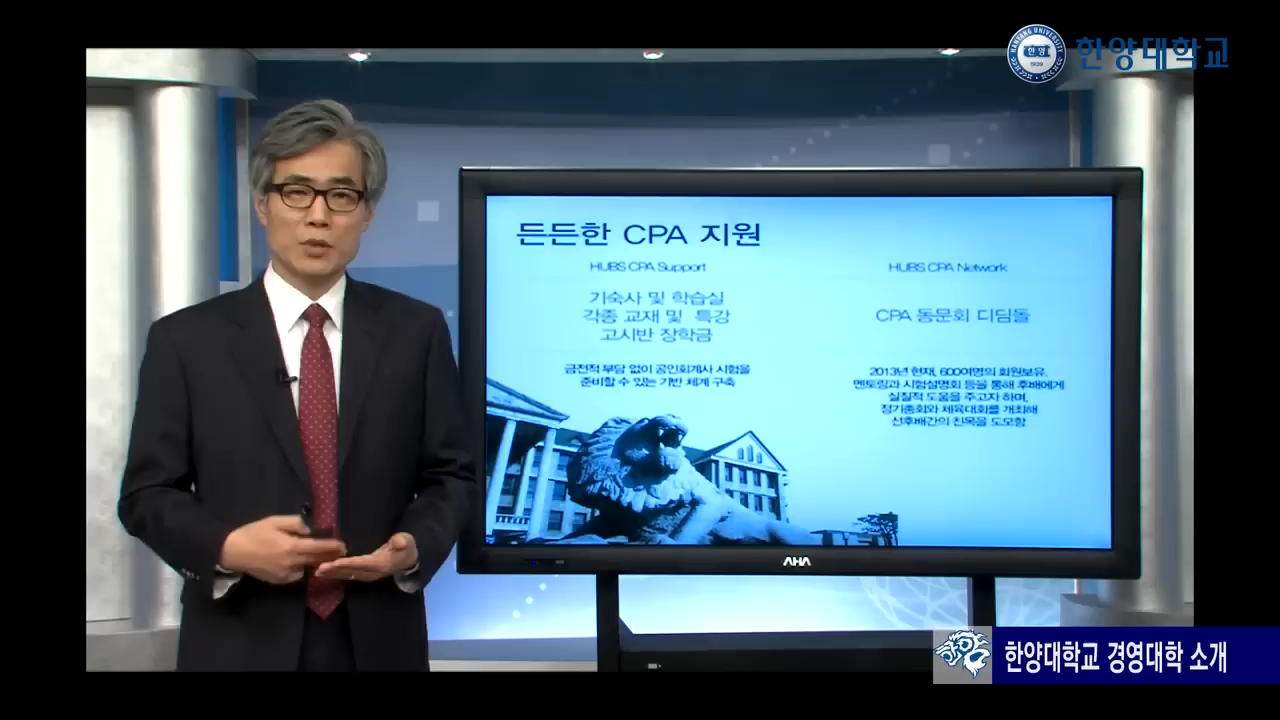 HANYANG UNIVERSITY
한양
1939
한양대학교
든든한 CPA 지원
HUBS CPA Support
기숙사 및 학습실
각종 교재 및 특강
고시반 장학금
금전적 부담 없이 공인회계사 시험을
준비할 수 있는 기반 체계 구축
HUBS CPA Network
CPA 동문회 디딤돌
2013년 현재, 600여명의 회원보유.
멘토링과 시험설명회 등을 통해 후배에게
실질적 도움을 주고자 하며,
정기총회와 체육대회를 개최해
선후배간의 친목을 도모함
AHA
한양
한양대학교 경영대학 소개